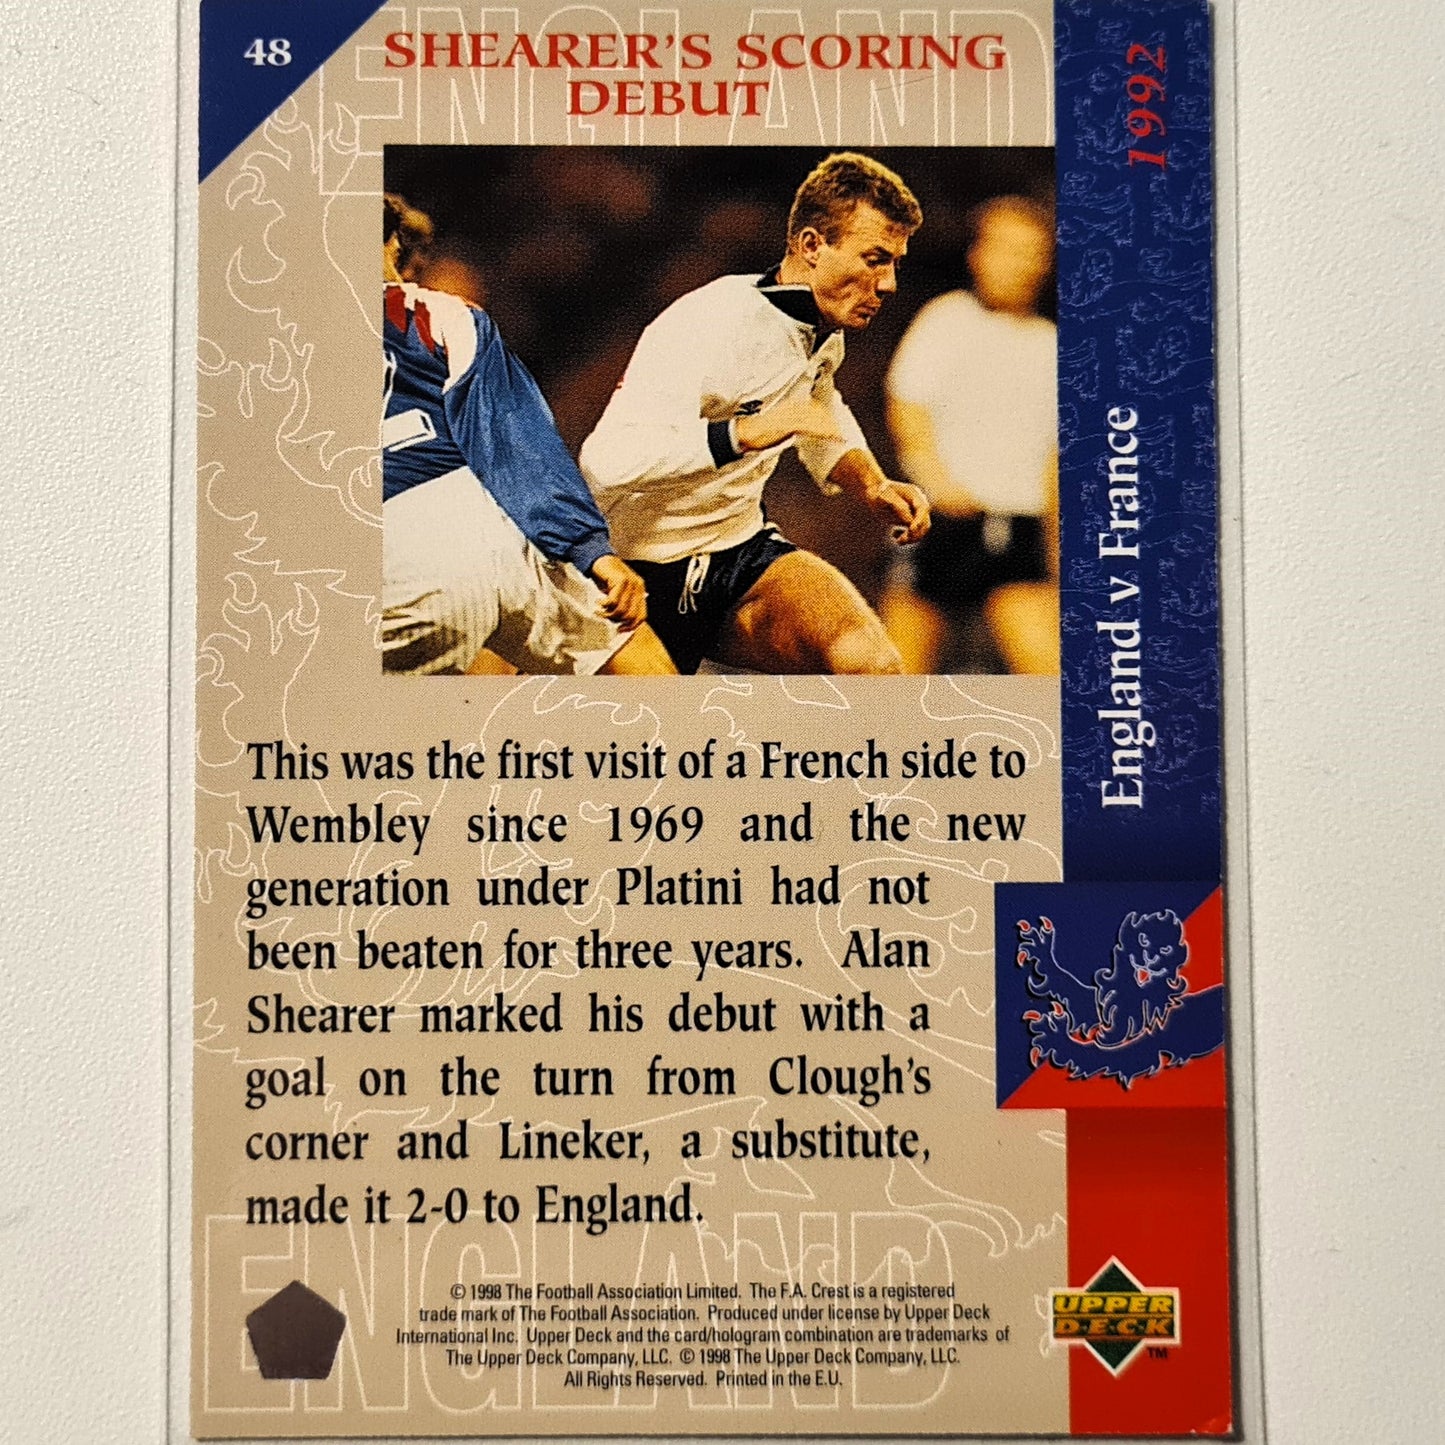 48
SHEARER'S SCORING
DEBUT
1992
England v France
ENGLAND
This was the first visit of a French side to
Wembley since 1969 and the new
generation under Platini had not
been beaten for three years. Alan
Shearer marked his debut with a
goal on the turn from Clough's
corner and Lineker, a substitute,
made it 2-0 to England.
ENGLAND
© 1998 The Football Association Limited. The F.A. Crest is a registered
trade mark of The Football Association. Produced under license by Upper Deck
International Inc. Upper Deck and the card/hologram combination are trademarks of
The Upper Deck Company, LLC. © 1998 The Upper Deck Company, LLC.
All Rights Reserved. Printed in the E.U.
UPPER
D·E·C·K
TM